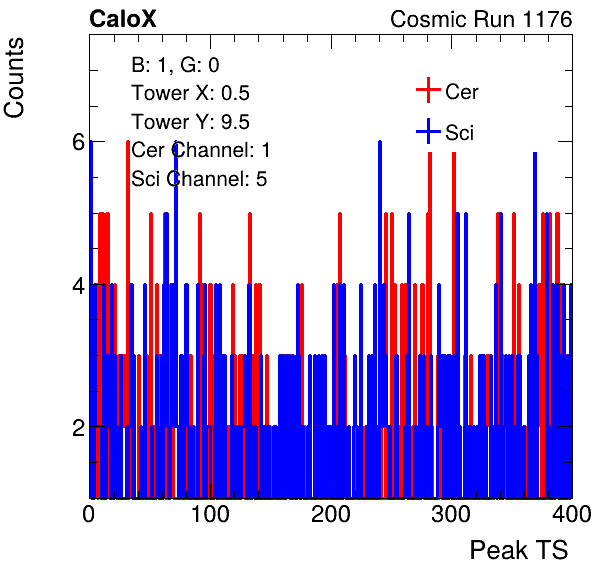 CaloX
Cosmic Run 1176
Counts
B: 1, G: 0
Tower X: 0.5
Tower Y: 9.5
Cer Channel: 1
Sci Channel: 5
Cer
Sci
6
4
2
0
100
200
300
400
Peak TS